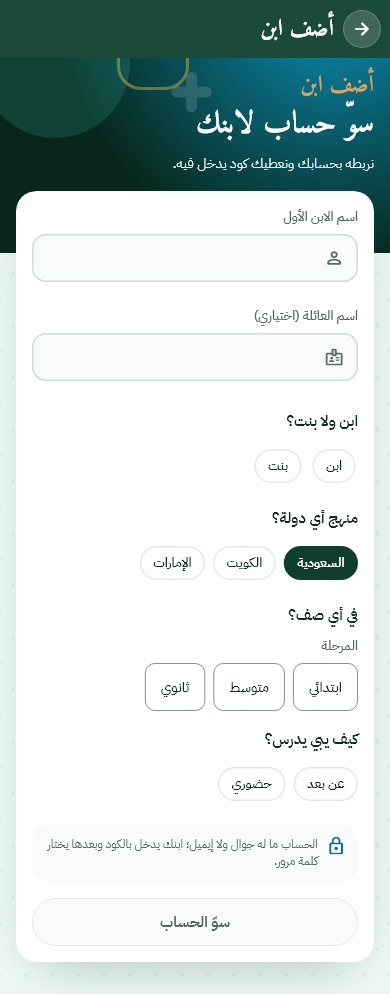 أضف ابن
أضف ابن
سوّ حساب لابنك
نربطه بحسابك ونعطيك كود يدخل فيه.
اسم الابن الأول
اسم العائلة (اختياري)
ابن ولا بنت؟
ابن
بنت
منهج أي دولة؟
السعودية
الكويت
الإمارات
في أي صف؟
المرحلة
ابتدائي
متوسط
ثانوي
كيف يبي يدرس؟
عن بعد
حضوري
الحساب ما له جوال ولا إيميل؛ ابنك يدخل بالكود وبعدها يختار
كلمة مرور.
سوّ الحساب